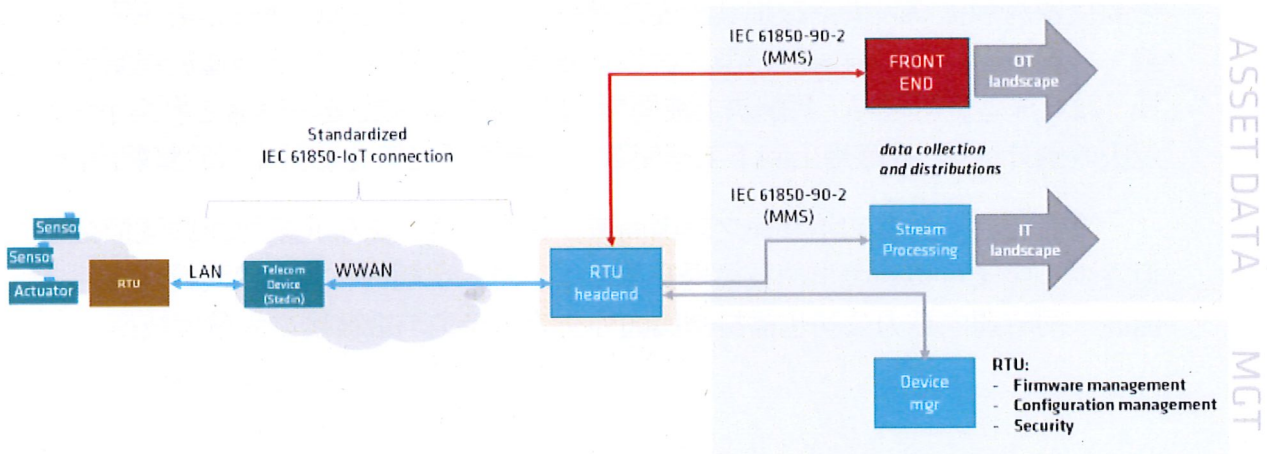 IEC 61850-90-2
(MMS)
FRONT
END
OT
landscape
ASSET DATA
Standardized
IEC 61850-IoT connection
data collection
and distributions
IEC 61850-90-2
(MMS)
Stream
Processing
IT
landscape
Sensor
Sensor
Actuator
RTU
LAN
Telecom
Device
(Stedin)
WWAN
RTU
headend
Device
mgr
RTU:
- Firmware management
- Configuration management
- Security
MGT